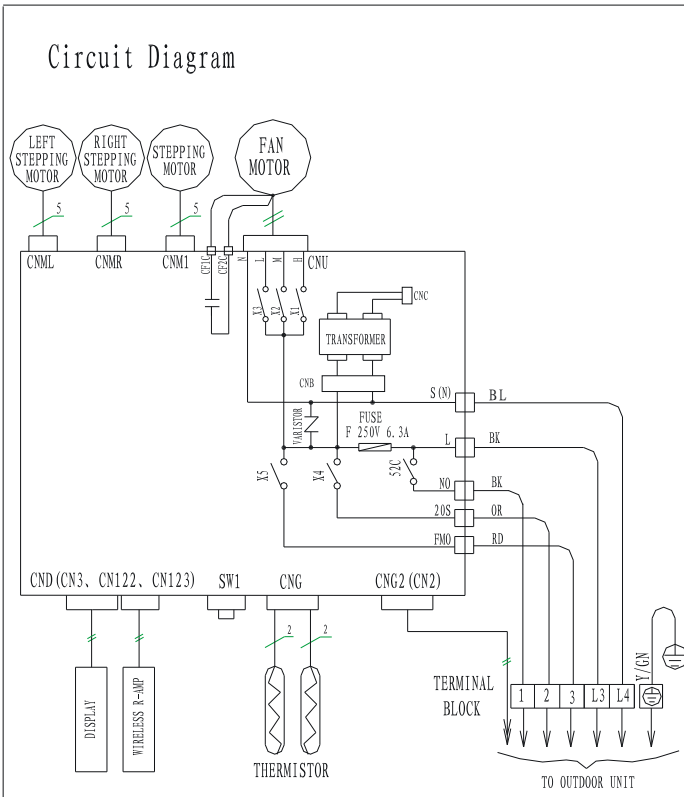 Circuit Diagram
LEFT
STEPPING
MOTOR
RIGHT
STEPPING
MOTOR
STEPPING
MOTOR
FAN
MOTOR
5
5
5
CNML
CNMR
CNM1
CF1C
CF2C
N
L
M
H
CNU
X3
X2
X1
CNC
TRANSFORMER
CNB
S(N)
BL
VARISTOR
FUSE
F 250V 6.3A
L
BK
X5
X4
52C
NO
BK
20S
OR
FMO
RD
CND(CN3、CN122、CN123)
SW1
CNG
CNG2(CN2)
2
2
DISPLAY
WIRELESS R-AMP
THERMISTOR
TERMINAL
BLOCK
1
2
3
L3
L4
Y/GN
TO OUTDOOR UNIT